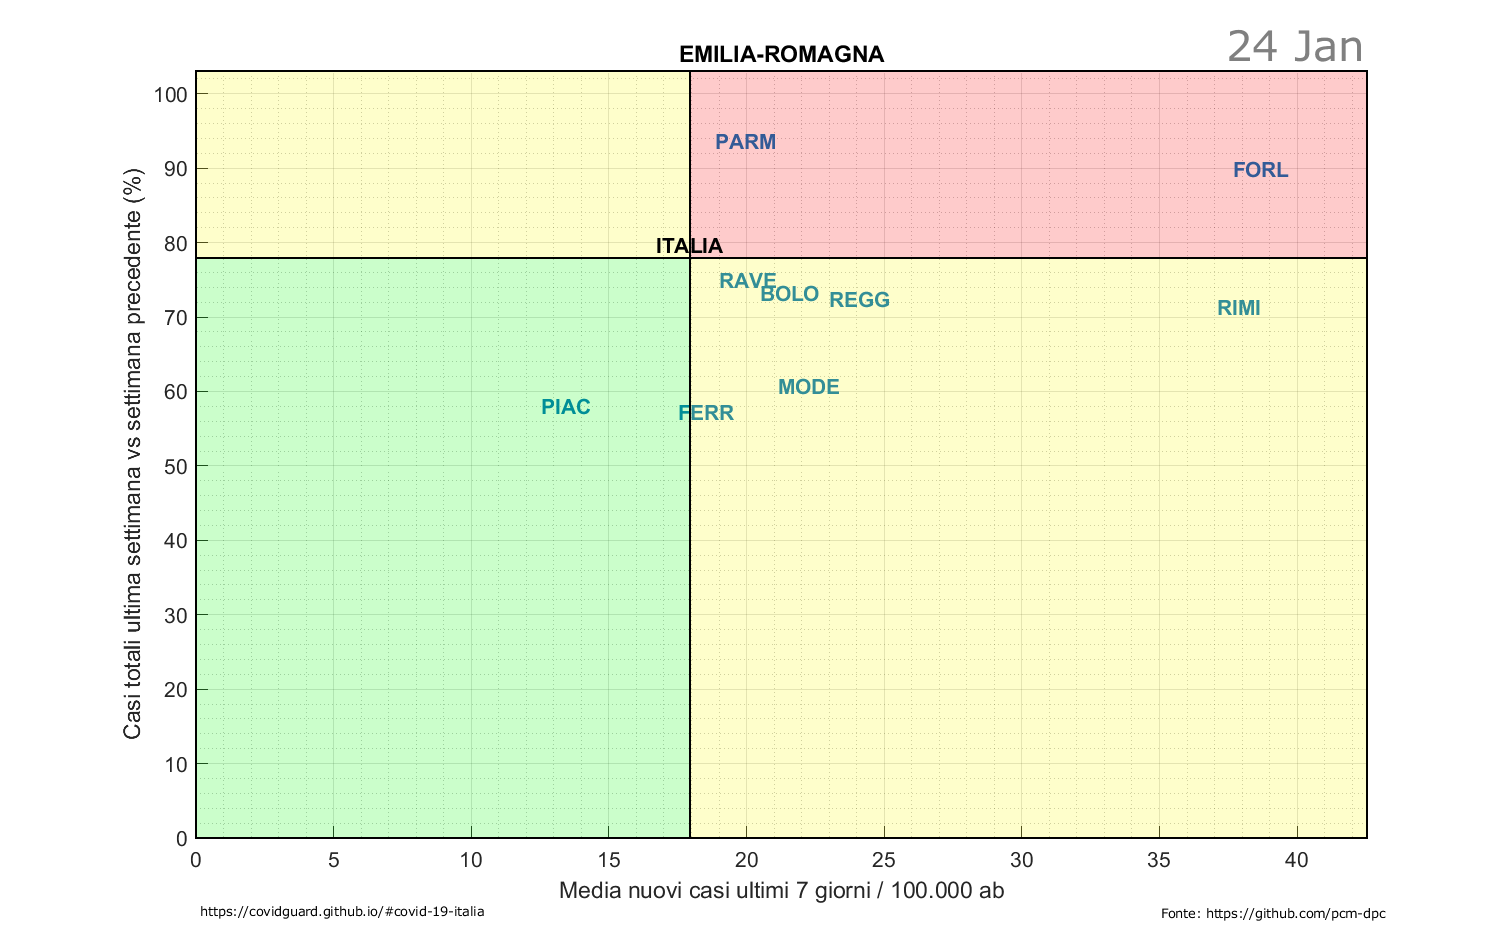 24 Jan
EMILIA-ROMAGNA
100
90
80
70
60
50
40
30
20
10
0
Casi totali ultima settimana vs settimana precedente (%)
PARM
FORL
ITALIA
RAVE
BOLO
REGG
RIMI
MODE
PIAC
FERR
0 5 10 15 20 25 30 35 40
Media nuovi casi ultimi 7 giorni / 100.000 ab
https://covidguard.github.io/#covid-19-italia
Fonte: https://github.com/pcm-dpc